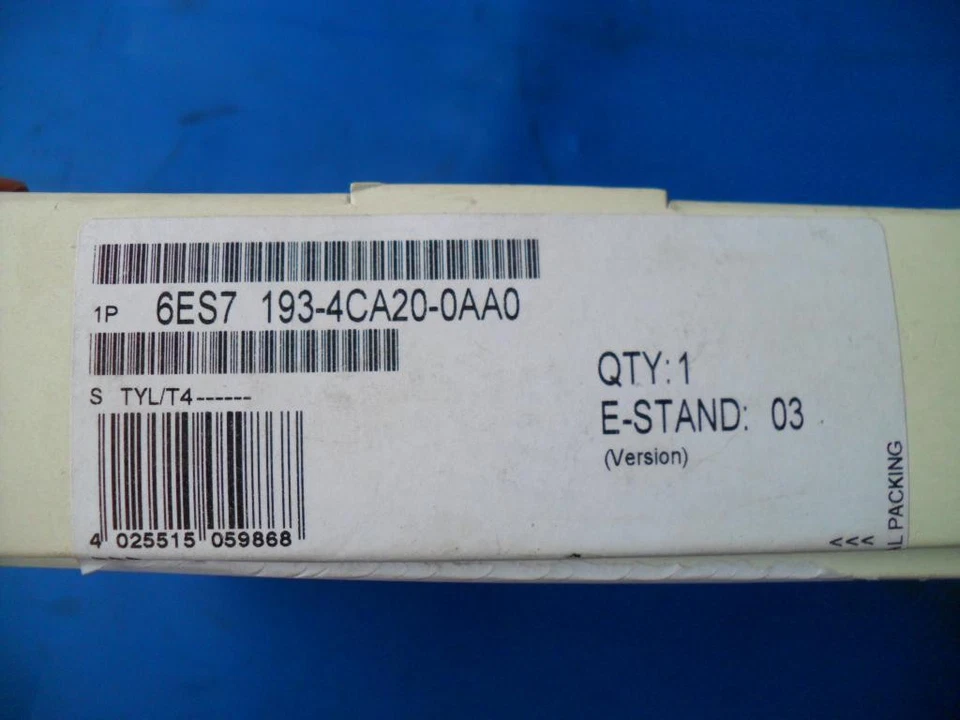 1P 6ES7 193-4CA20-0AA0
S TYL/T4------
QTY:1
E-STAND: 03
(Version)
4 025515 059868
PACKING